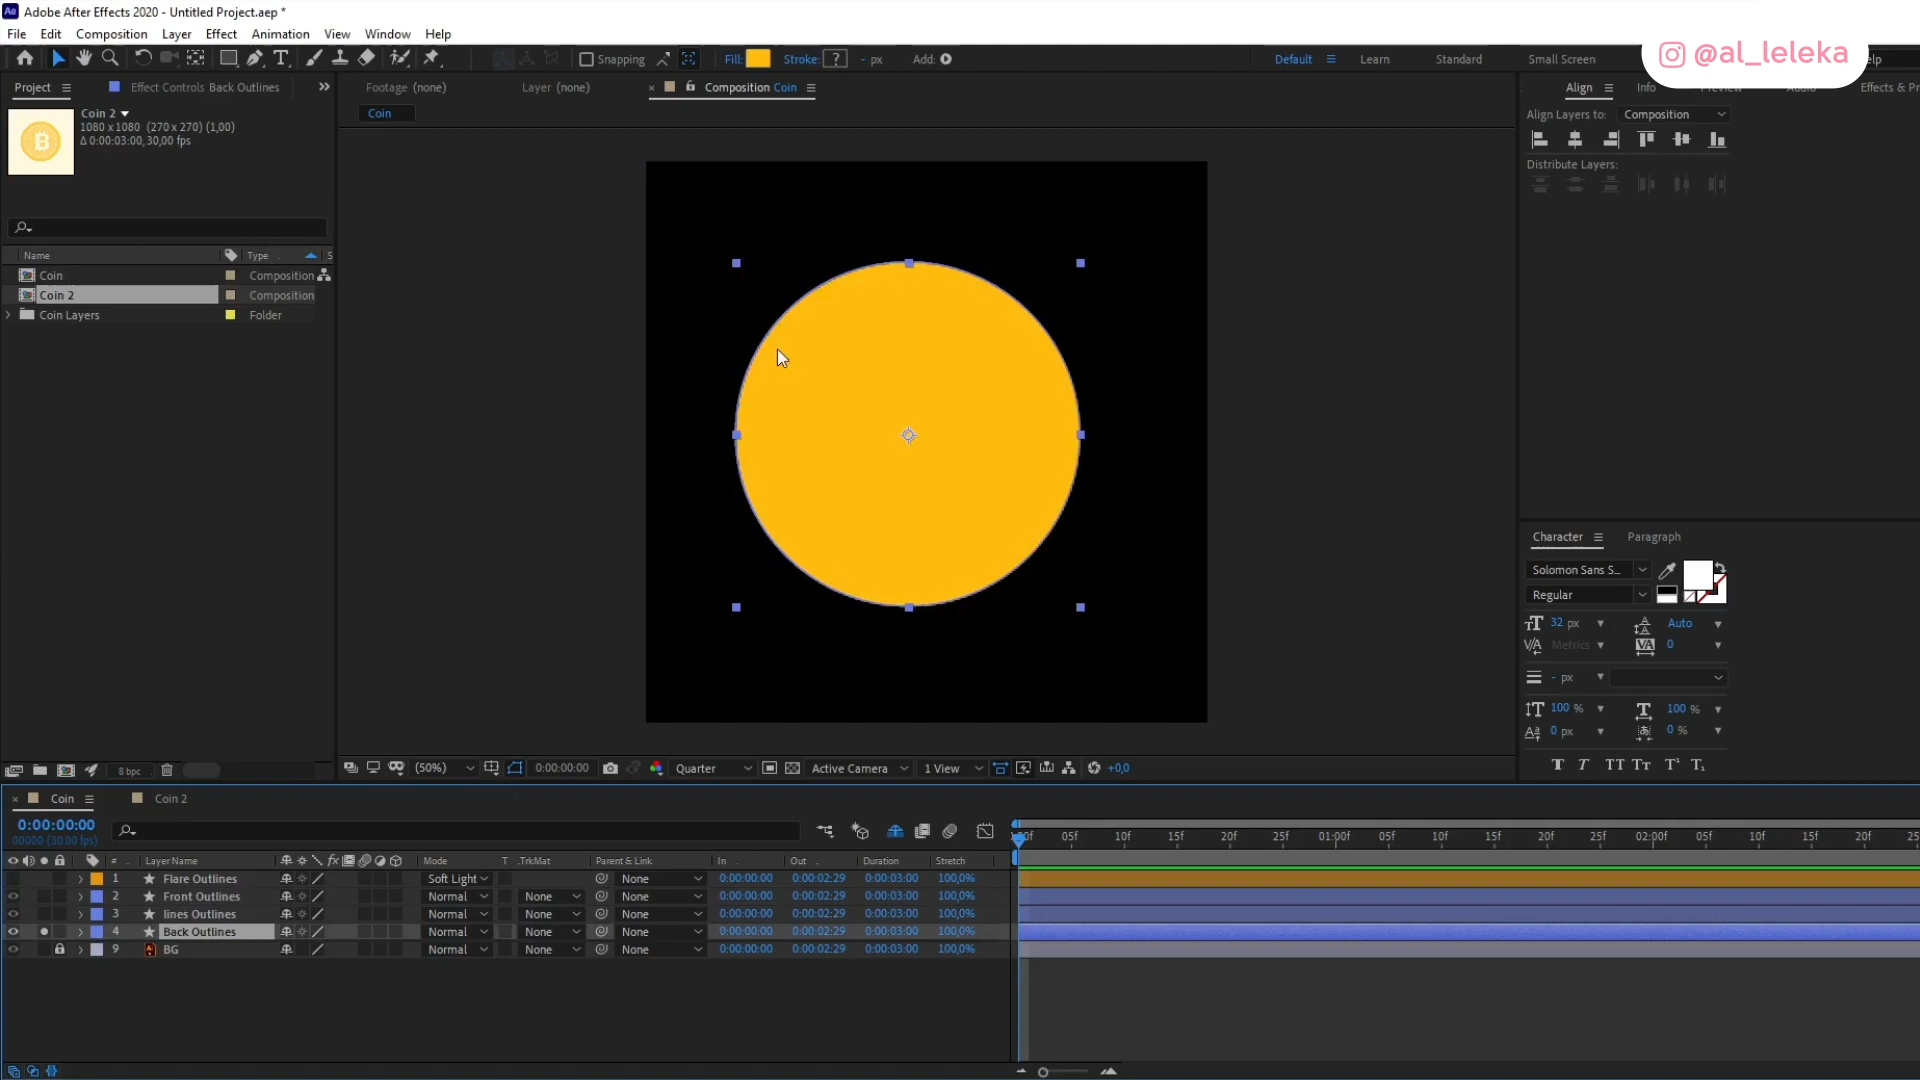 Adobe After Effects 2020 - Untitled Project.aep *
File Edit Composition Layer Effect Animation View Window Help
Snapping Fill: Stroke: ? - px Add: Default Learn Standard Small Screen
@al_leleka
Project Effect Controls Back Outlines
Footage (none) Layer (none) Composition Coin
Align Info
Coin
Coin 2
1080 x 1080 (270 x 270) (1,00)
Δ 0:00:03:00, 30,00 fps
Align Layers to: Composition
Distribute Layers:
Name Type S
Coin Composition
Coin 2 Composition
Coin Layers Folder
Character Paragraph
Solomon Sans S...
Regular
32 px Auto
Metrics 0
- px
100 % 100 %
0 px 0 %
8 bpc
(50%) 0:00:00:00 Quarter Active Camera 1 View +0,0
Coin Coin 2
0:00:00:00
00000 (30.00 fps)
05f 10f 15f 20f 25f 01:00f 05f 10f 15f 20f 25f 02:00f 05f 10f 15f 20f
# Layer Name Mode T .TrkMat Parent & Link In Out Duration Stretch
1 Flare Outlines Soft Light None 0:00:00:00 0:00:02:29 0:00:03:00 100,0%
2 Front Outlines Normal None None 0:00:00:00 0:00:02:29 0:00:03:00 100,0%
3 lines Outlines Normal None None 0:00:00:00 0:00:02:29 0:00:03:00 100,0%
4 Back Outlines Normal None None 0:00:00:00 0:00:02:29 0:00:03:00 100,0%
9 BG Normal None None 0:00:00:00 0:00:02:29 0:00:03:00 100,0%